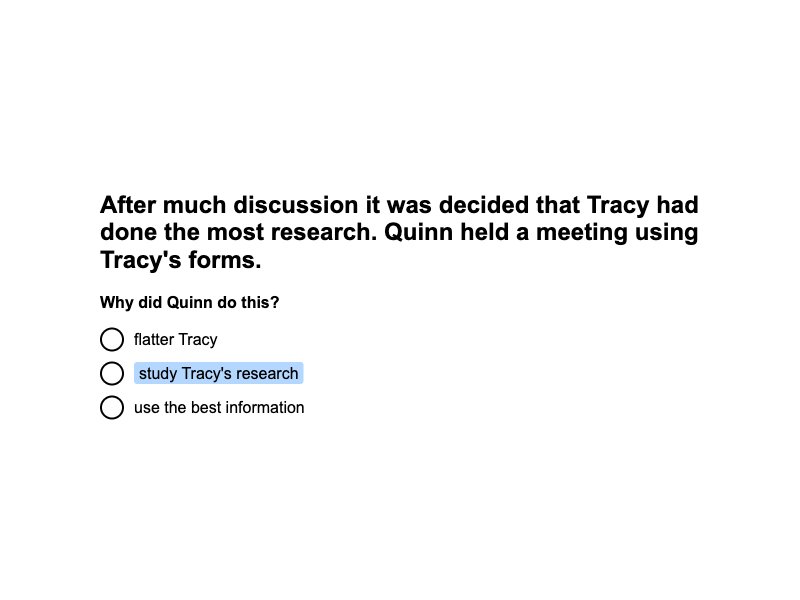 After much discussion it was decided that Tracy had
done the most research. Quinn held a meeting using
Tracy's forms.
Why did Quinn do this?
flatter Tracy
study Tracy's research
use the best information